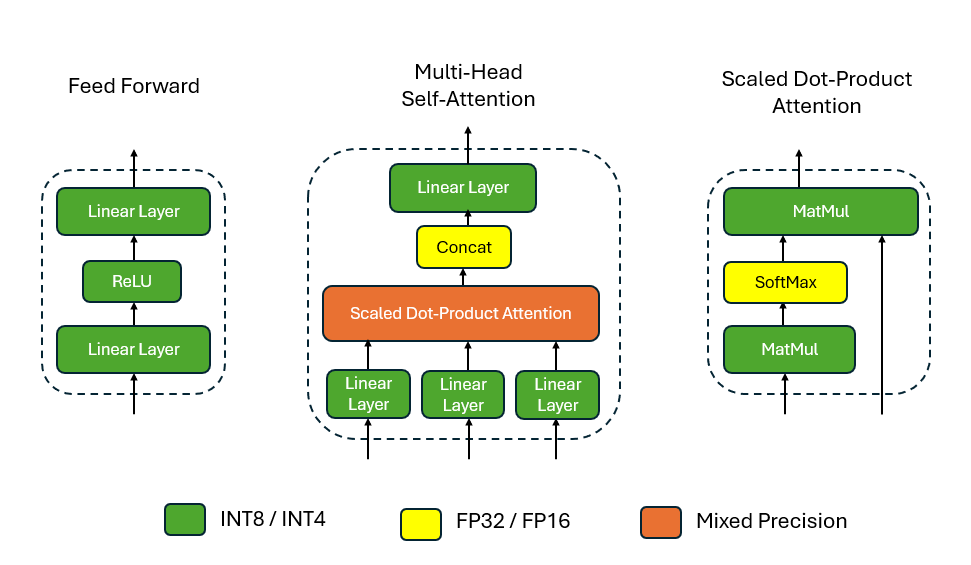 Feed Forward
Linear Layer
ReLU
Linear Layer
Multi-Head
Self-Attention
Linear Layer
Concat
Scaled Dot-Product Attention
Linear
Layer
Linear
Layer
Linear
Layer
Scaled Dot-Product
Attention
MatMul
SoftMax
MatMul
INT8 / INT4
FP32 / FP16
Mixed Precision